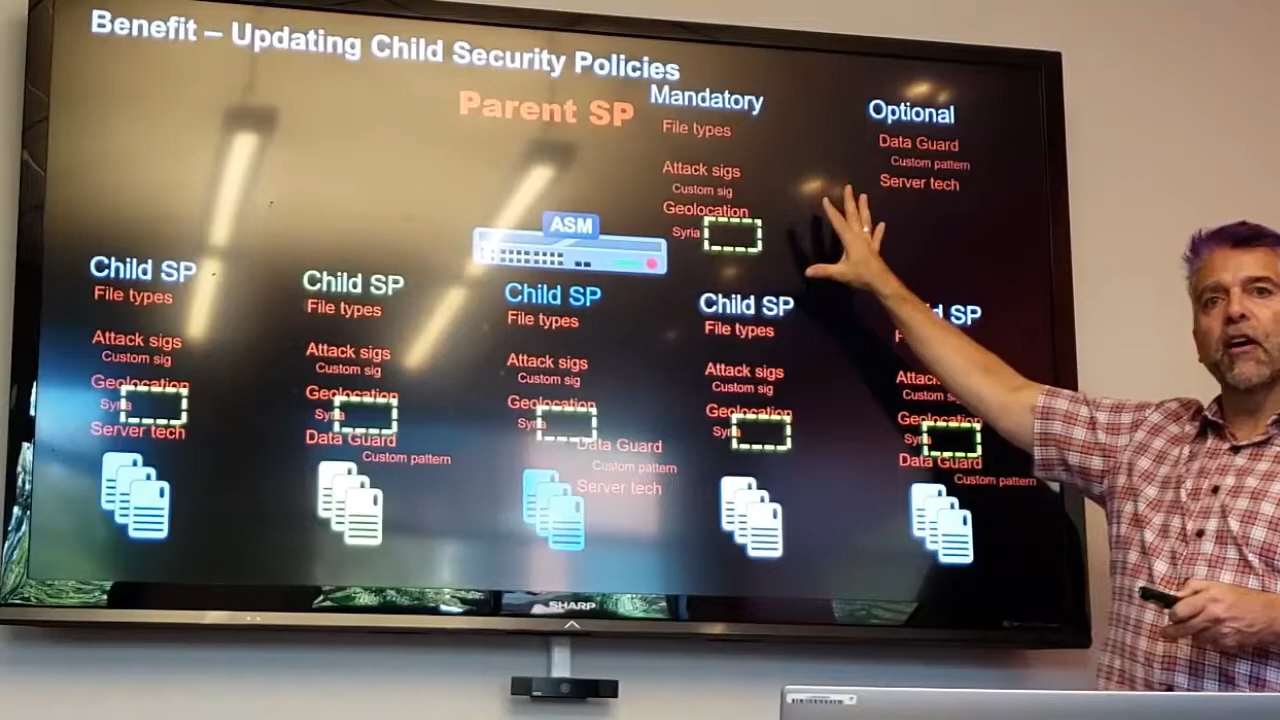 Benefit – Updating Child Security Policies
Parent SP
Mandatory
File types
Attack sigs
Custom sig
Geolocation
Syria
Optional
Data Guard
Custom pattern
Server tech
ASM
Child SP
File types
Attack sigs
Custom sig
Geolocation
Syria
Server tech
Child SP
File types
Attack sigs
Custom sig
Geolocation
Syria
Data Guard
Custom pattern
Child SP
File types
Attack sigs
Custom sig
Geolocation
Syria
Data Guard
Custom pattern
Server tech
Child SP
File types
Attack sigs
Custom sig
Geolocation
Syria
SP
Attack
Custom
Geolocation
Syria
Data Guard
Custom pattern
SHARP